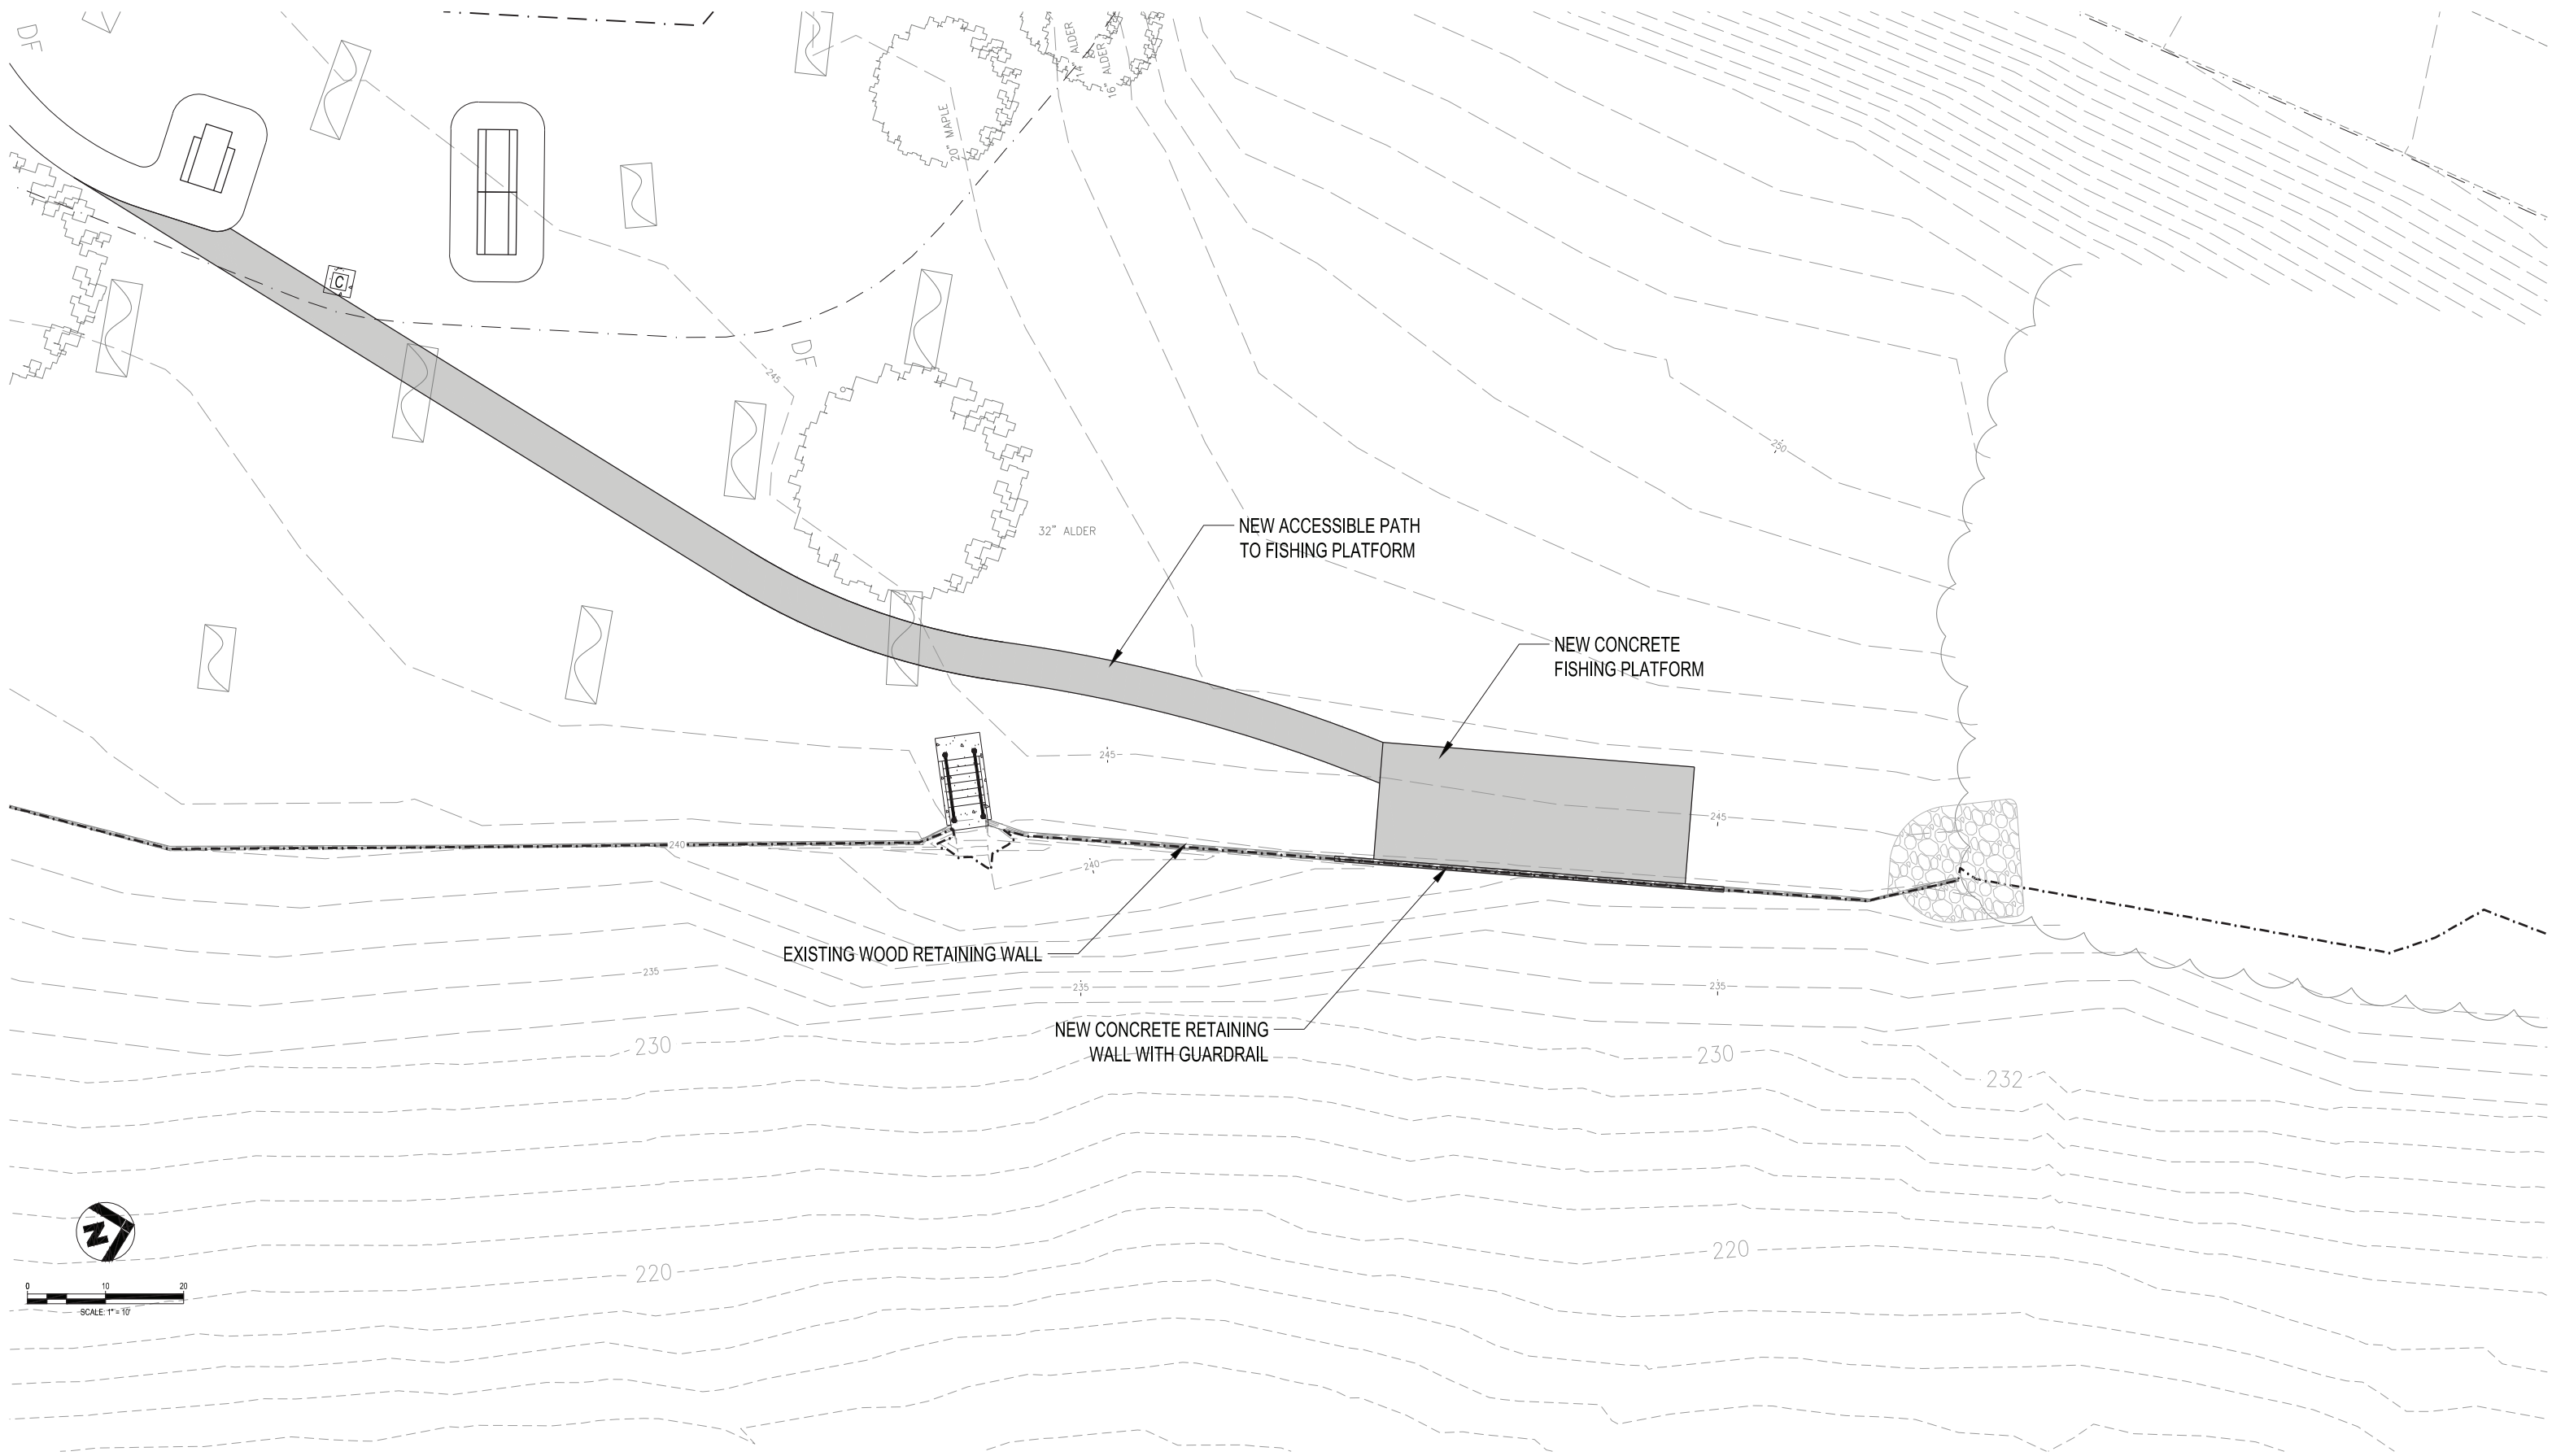 DF
14" ALDER
ALDER
16"
20" MAPLE
C
245
DF
9
250
32" ALDER
NEW ACCESSIBLE PATH
TO FISHING PLATFORM
NEW CONCRETE
FISHING PLATFORM
245
245
240
240
EXISTING WOOD RETAINING WALL
235
235
235
NEW CONCRETE RETAINING
WALL WITH GUARDRAIL
230
230
232
N
220
220
0 10 20
SCALE: 1" = 10'